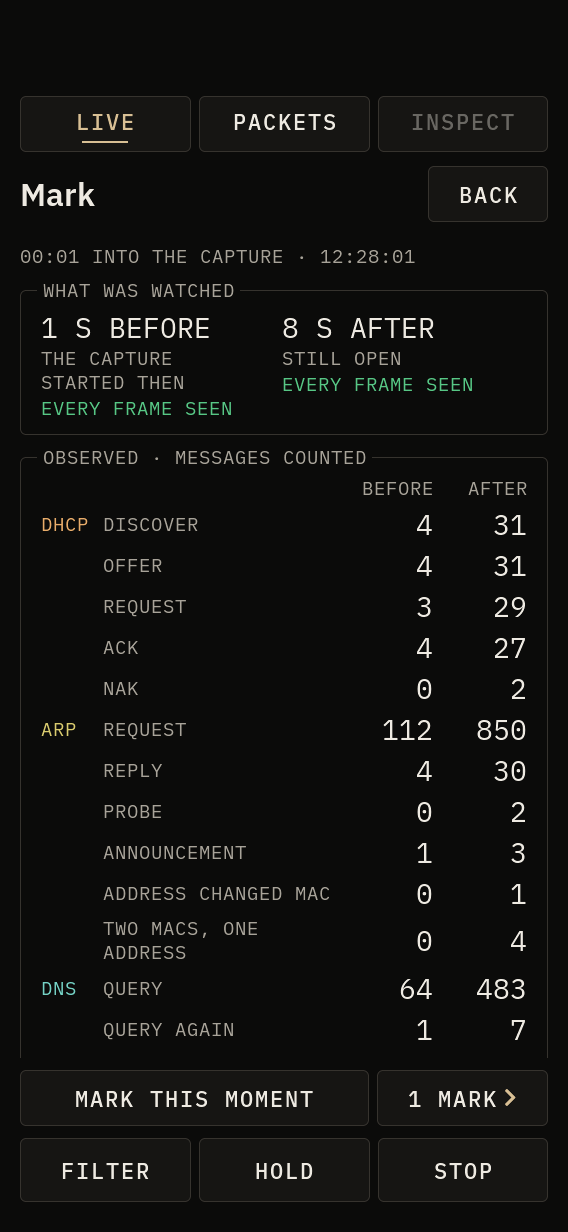 LIVE PACKETS INSPECT
Mark BACK
00:01 INTO THE CAPTURE · 12:28:01
WHAT WAS WATCHED
1 S BEFORE 8 S AFTER
THE CAPTURE STILL OPEN
STARTED THEN EVERY FRAME SEEN
EVERY FRAME SEEN
OBSERVED · MESSAGES COUNTED
BEFORE AFTER
DHCP DISCOVER 4 31
OFFER 4 31
REQUEST 3 29
ACK 4 27
NAK 0 2
ARP REQUEST 112 850
REPLY 4 30
PROBE 0 2
ANNOUNCEMENT 1 3
ADDRESS CHANGED MAC 0 1
TWO MACS, ONE
ADDRESS 0 4
DNS QUERY 64 483
QUERY AGAIN 1 7
MARK THIS MOMENT 1 MARK
FILTER HOLD STOP